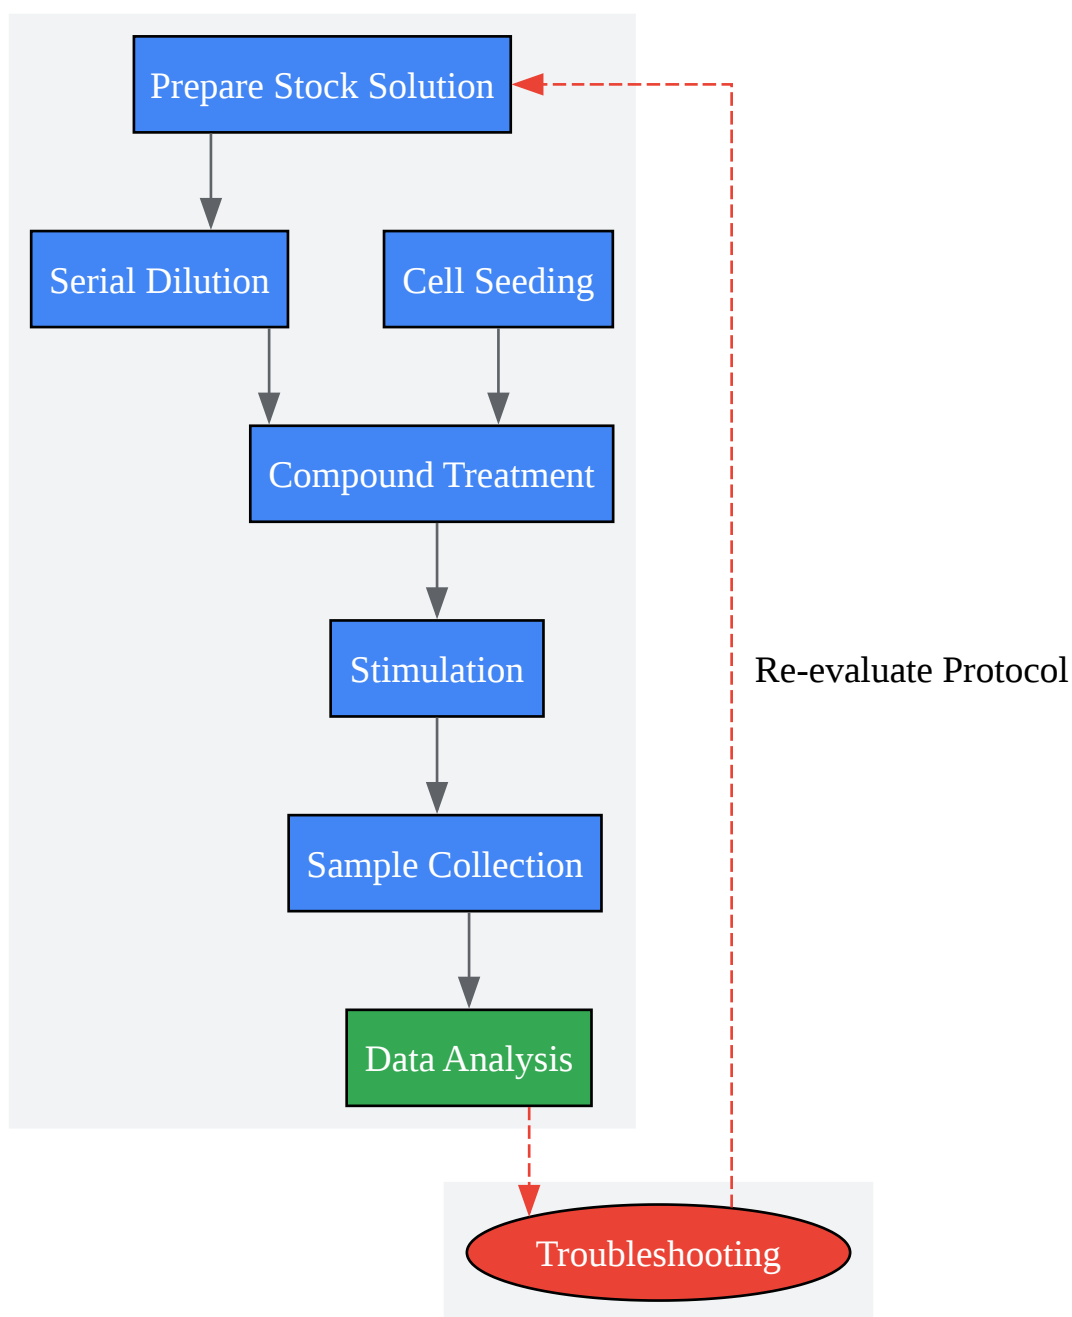 Prepare Stock Solution
Serial Dilution
Cell Seeding
Compound Treatment
Stimulation
Re-evaluate Protocol
Sample Collection
Data Analysis
Troubleshooting